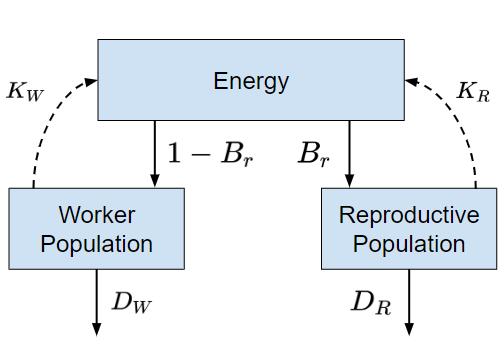 Energy
K_W
K_R
1 − B_r
B_r
Worker
Population
Reproductive
Population
D_W
D_R